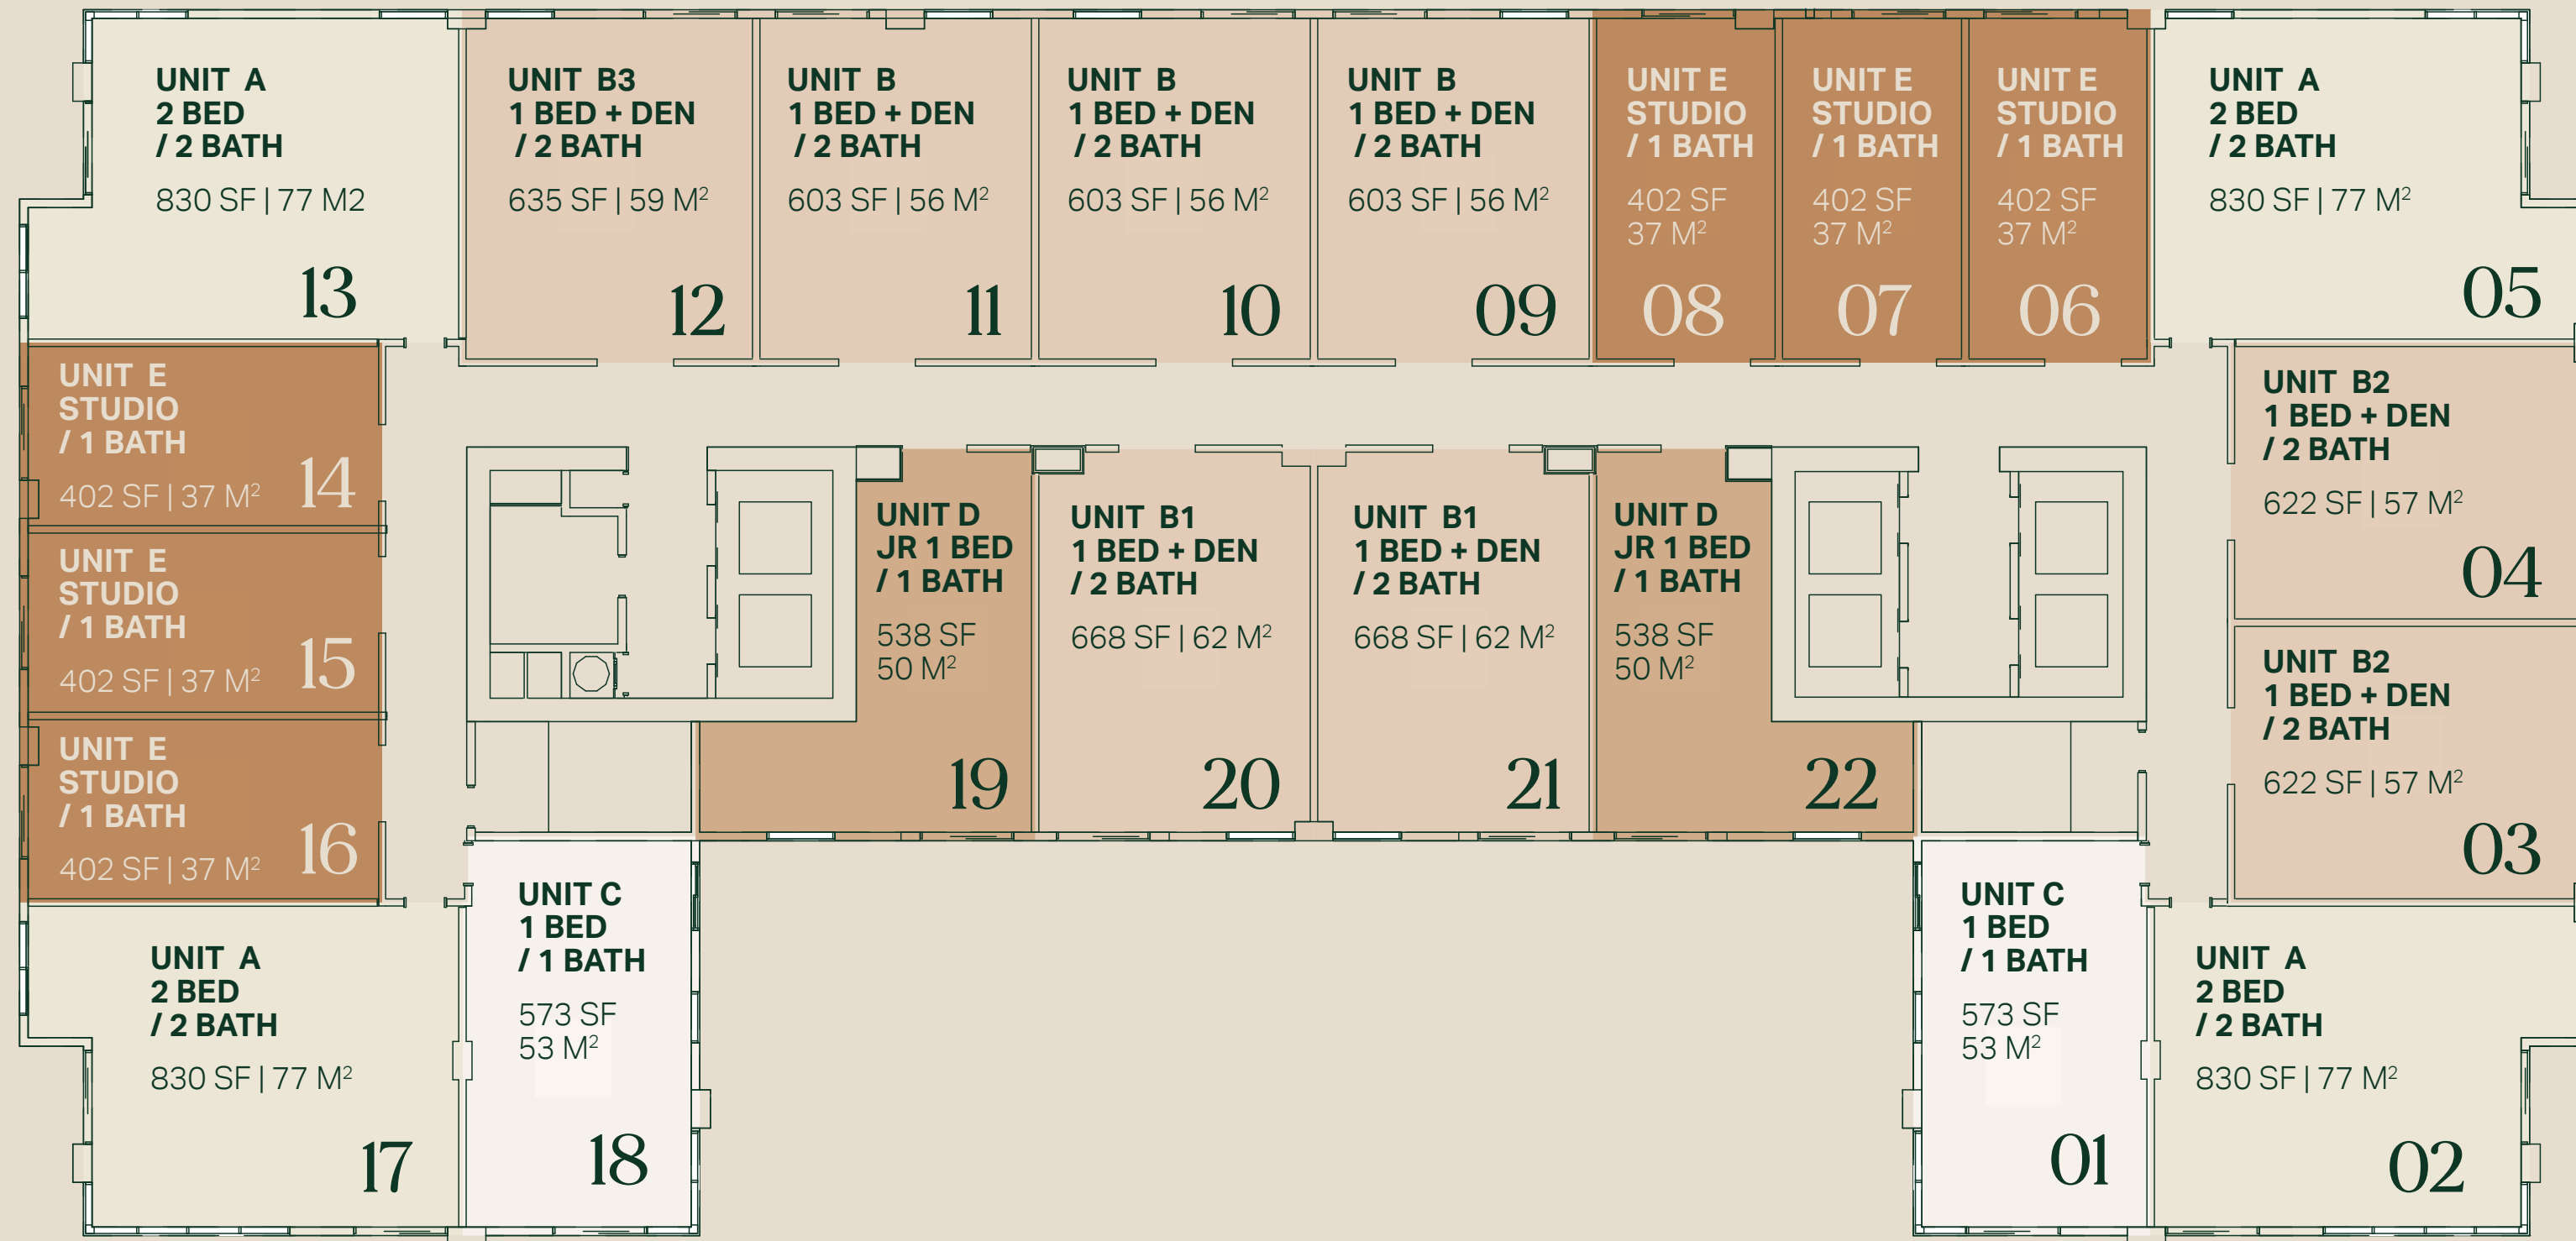 UNIT A
2 BED
/ 2 BATH
830 SF | 77 M2
13
UNIT B3
1 BED + DEN
/ 2 BATH
635 SF | 59 M²
12
UNIT B
1 BED + DEN
/ 2 BATH
603 SF | 56 M²
11
UNIT B
1 BED + DEN
/ 2 BATH
603 SF | 56 M²
10
UNIT B
1 BED + DEN
/ 2 BATH
603 SF | 56 M²
09
UNIT E
STUDIO
/ 1 BATH
402 SF
37 M²
08
UNIT E
STUDIO
/ 1 BATH
402 SF
37 M²
07
UNIT E
STUDIO
/ 1 BATH
402 SF
37 M²
06
UNIT A
2 BED
/ 2 BATH
830 SF | 77 M²
05
UNIT E
STUDIO
/ 1 BATH
402 SF | 37 M²
14
UNIT E
STUDIO
/ 1 BATH
402 SF | 37 M²
15
UNIT E
STUDIO
/ 1 BATH
402 SF | 37 M²
16
UNIT D
JR 1 BED
/ 1 BATH
538 SF
50 M²
19
UNIT B1
1 BED + DEN
/ 2 BATH
668 SF | 62 M²
20
UNIT B1
1 BED + DEN
/ 2 BATH
668 SF | 62 M²
21
UNIT D
JR 1 BED
/ 1 BATH
538 SF
50 M²
22
UNIT B2
1 BED + DEN
/ 2 BATH
622 SF | 57 M²
04
UNIT B2
1 BED + DEN
/ 2 BATH
622 SF | 57 M²
03
UNIT A
2 BED
/ 2 BATH
830 SF | 77 M²
17
UNIT C
1 BED
/ 1 BATH
573 SF
53 M²
18
UNIT C
1 BED
/ 1 BATH
573 SF
53 M²
01
UNIT A
2 BED
/ 2 BATH
830 SF | 77 M²
02